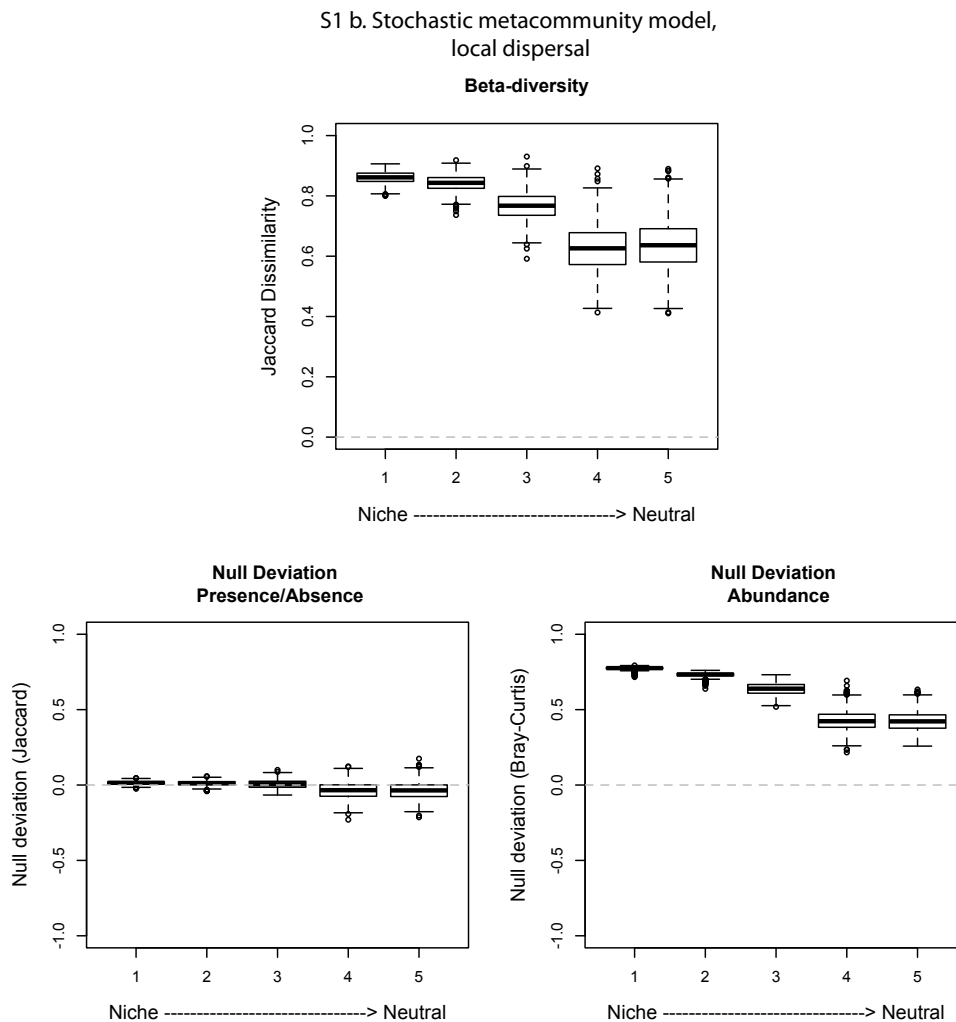 S1 b. Stochastic metacommunity model,
local dispersal
Beta-diversity
Jaccard Dissimilarity
1.0
0.8
0.6
0.4
0.2
0.0
1 2 3 4 5
Niche -------------------------------> Neutral
Null Deviation
Presence/Absence
Null deviation (Jaccard)
1.0
0.5
0.0
-0.5
-1.0
1 2 3 4 5
Niche -------------------------------> Neutral
Null Deviation
Abundance
Null deviation (Bray-Curtis)
1.0
0.5
0.0
-0.5
-1.0
1 2 3 4 5
Niche -------------------------------> Neutral